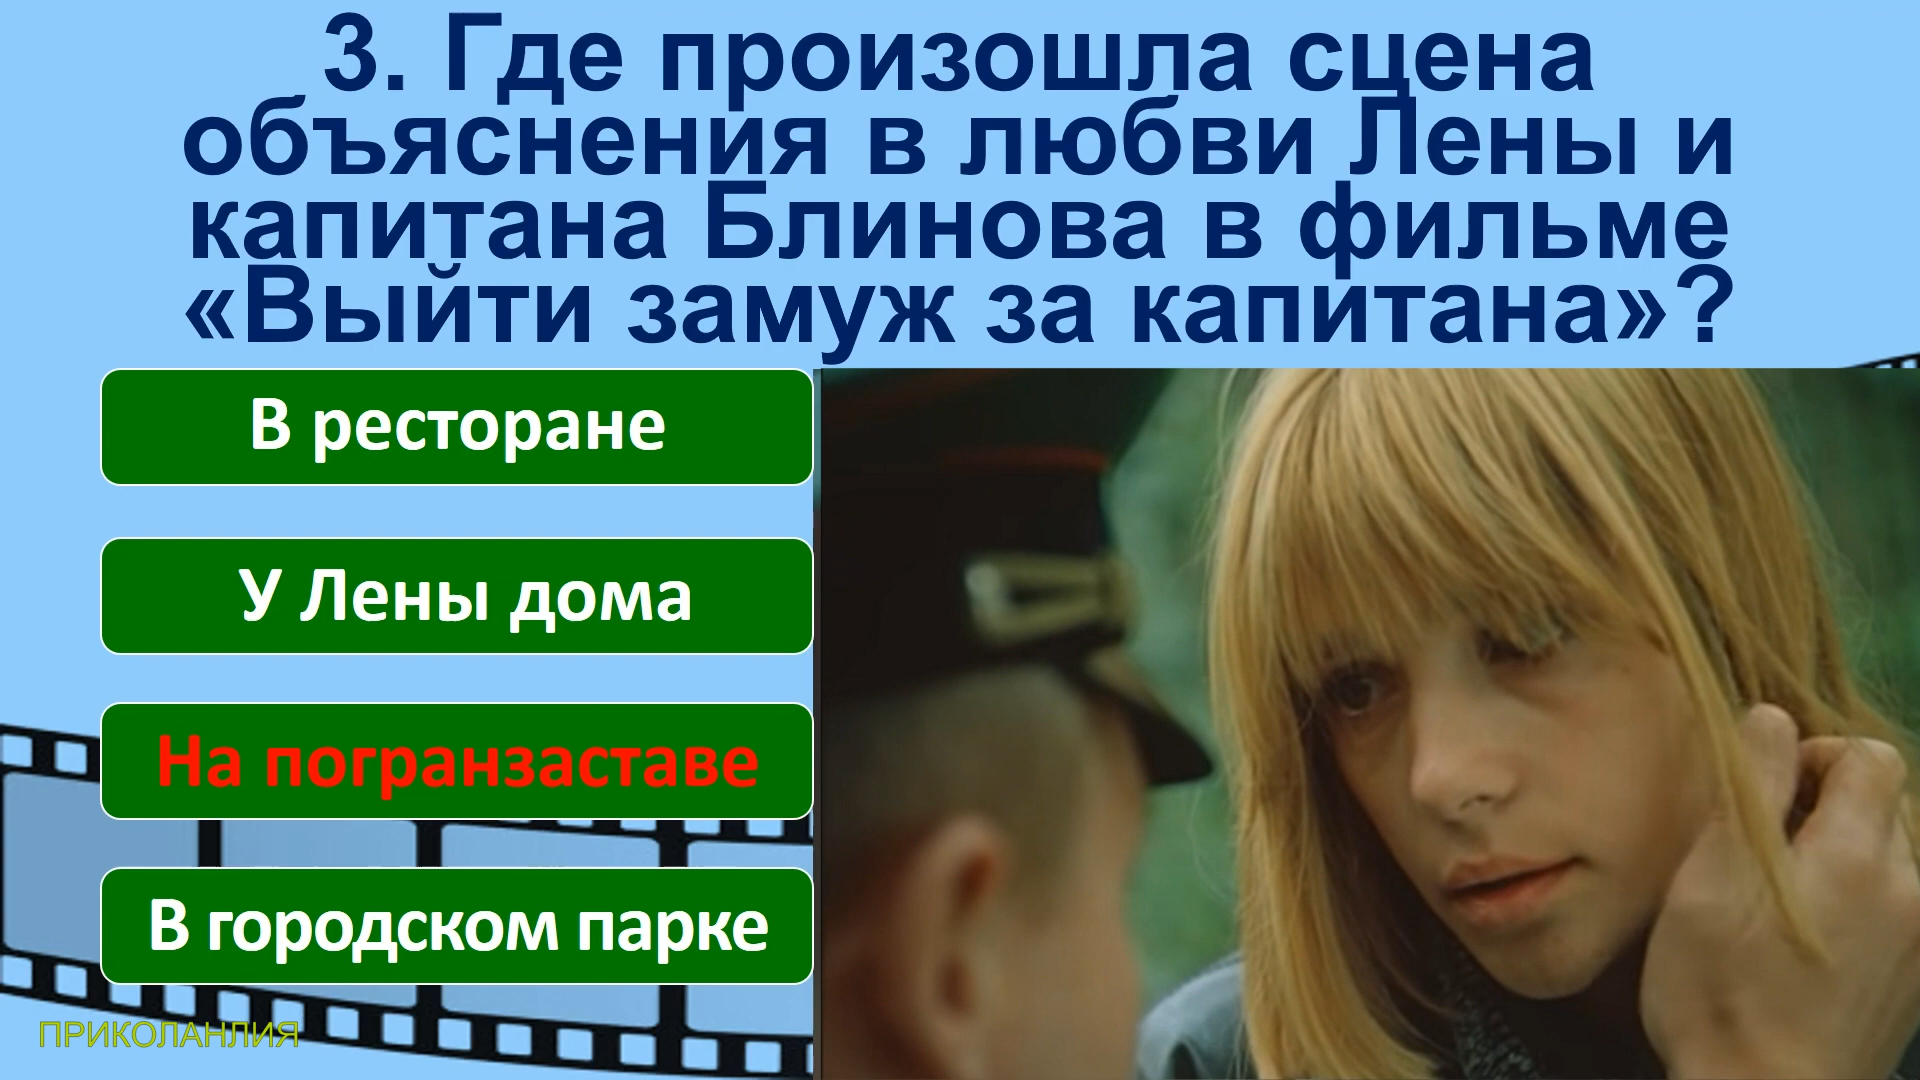 3. Где произошла сцена
объяснения в любви Лены и
капитана Блинова в фильме
«Выйти замуж за капитана»?
В ресторане
У Лены дома
На погранзаставе
В городском парке
ПРИКОЛАНЛИЯ